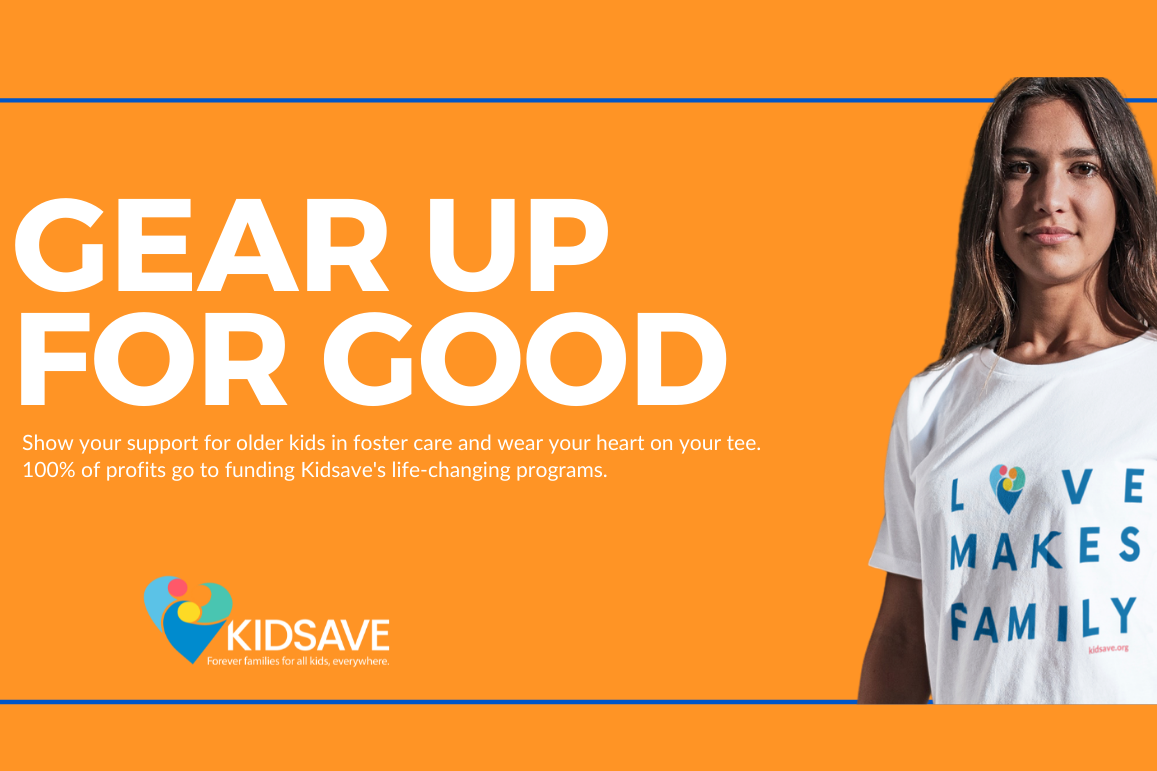 GEAR UP
FOR GOOD
Show your support for older kids in foster care and wear your heart on your tee.
100% of profits go to funding Kidsave's life-changing programs.
KIDSAVE
Forever families for all kids, everywhere.
L VE
MAKES
FAMILY
kidsave.org